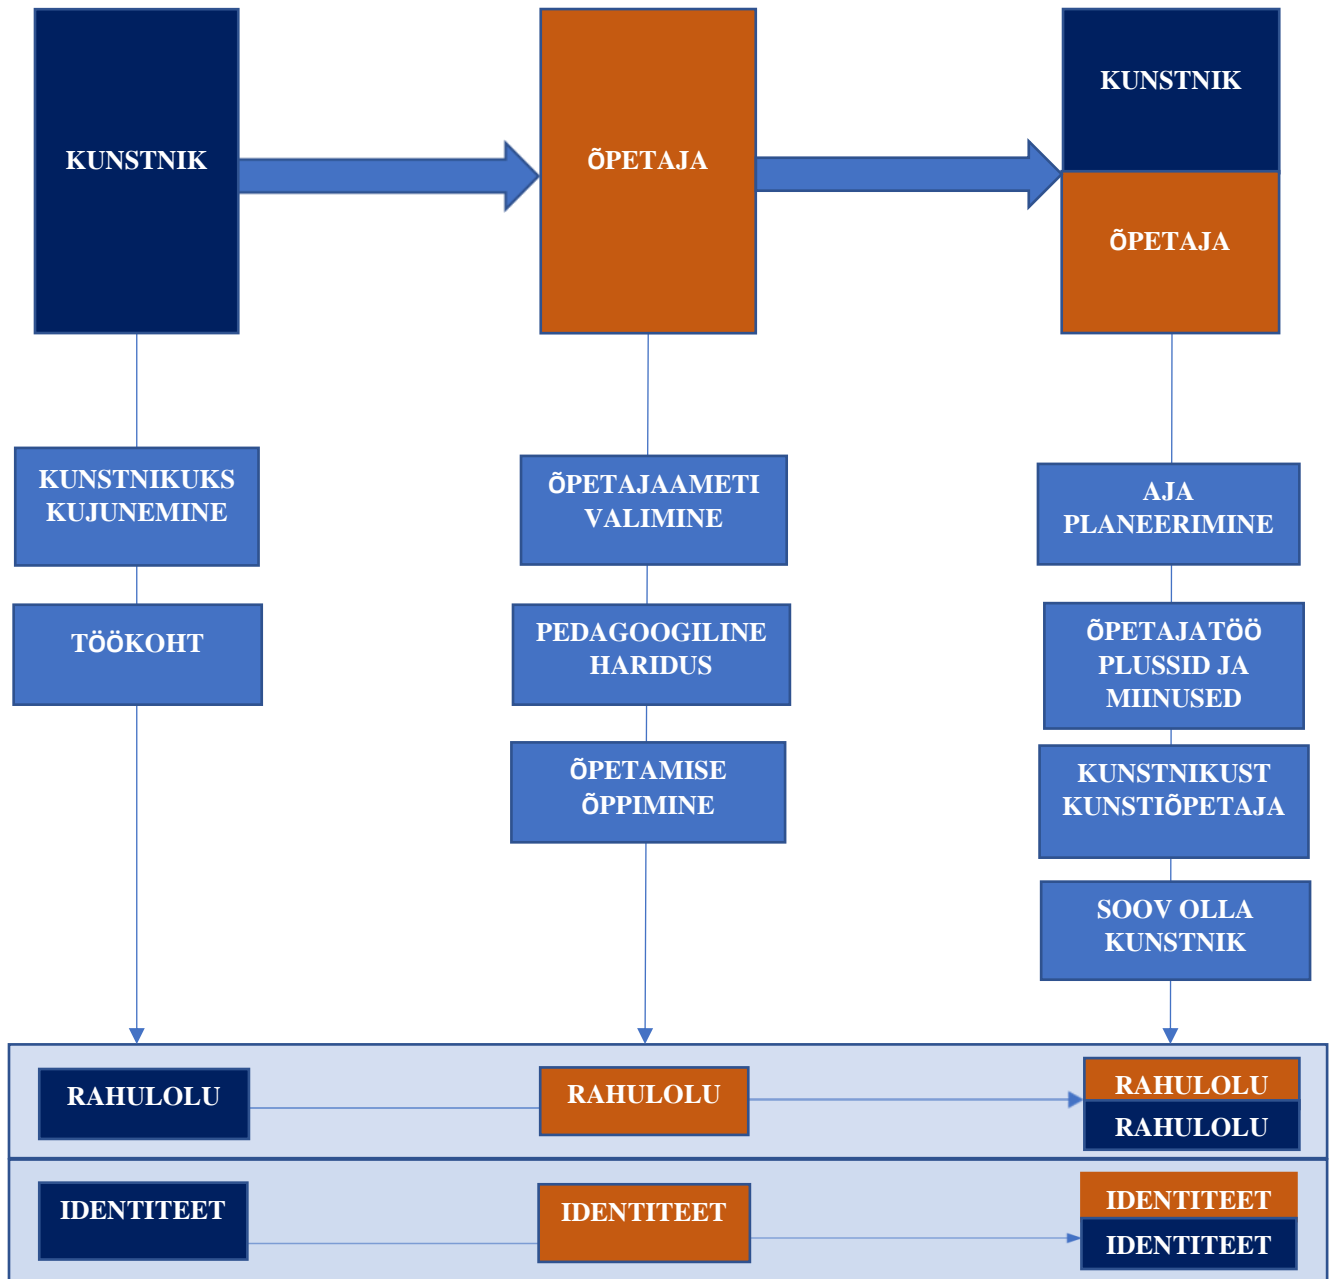 KUNSTNIK
ÕPETAJA
KUNSTNIK
ÕPETAJA
KUNSTNIKUKS
KUJUNEMINE
TÖÖKOHT
ÕPETAJAAMETI
VALIMINE
PEDAGOOGILINE
HARIDUS
ÕPETAMISE
ÕPPIMINE
AJA
PLANEERIMINE
ÕPETAJATÖÖ
PLUSSID JA
MIINUSED
KUNSTNIKUST
KUNSTIÕPETAJA
SOOV OLLA
KUNSTNIK
RAHULOLU
RAHULOLU
RAHULOLU
RAHULOLU
IDENTITEET
IDENTITEET
IDENTITEET
IDENTITEET